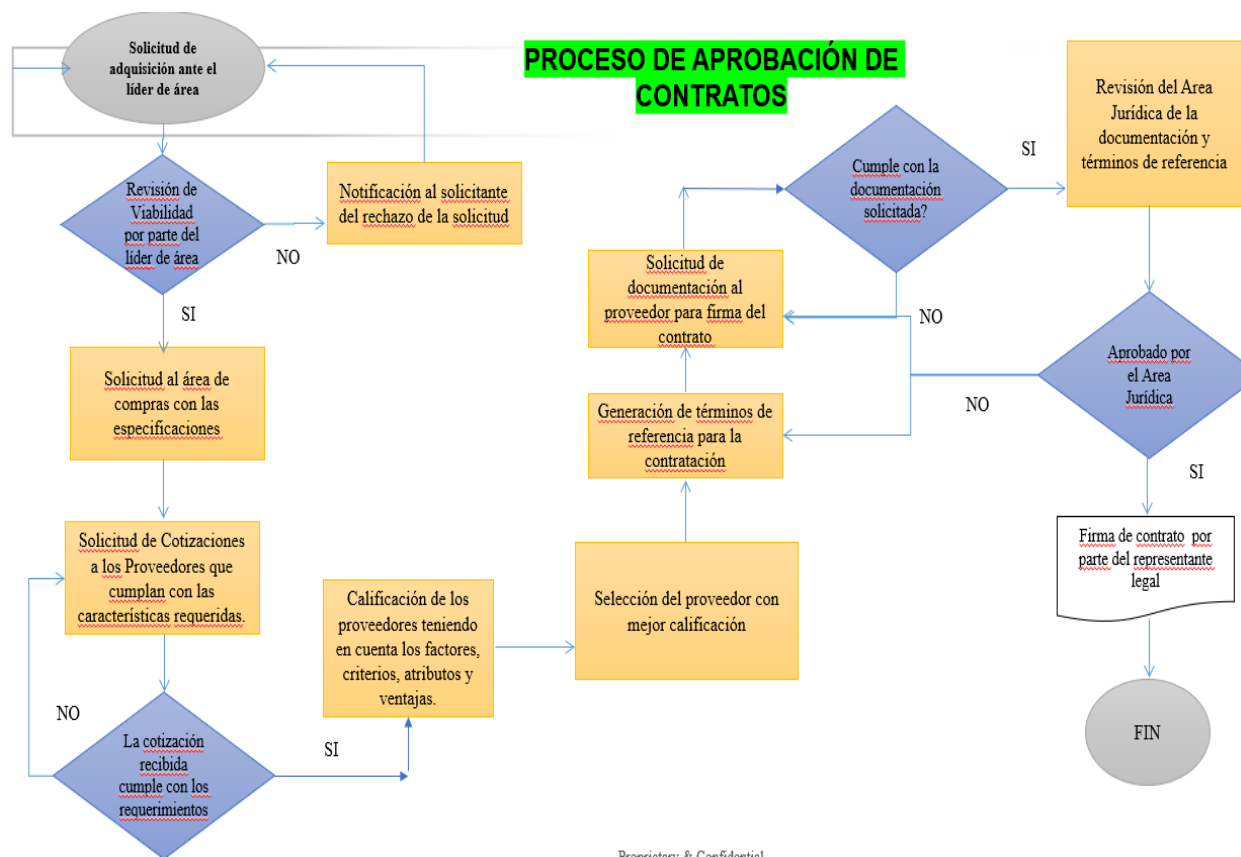 Solicitud de
adquisición ante el
líder de área
PROCESO DE APROBACIÓN DE
CONTRATOS
Revisión de
Viabilidad
por parte del
líder de área
NO
Notificación al solicitante
del rechazo de la solicitud
SI
Solicitud al área de
compras con las
especificaciones
Solicitud de Cotizaciones
a los Proveedores que
cumplan con las
características requeridas.
NO
La cotización
recibida
cumple con los
requerimientos
SI
Calificación de los
proveedores teniendo
en cuenta los factores,
criterios, atributos y
ventajas.
Selección del proveedor con
mejor calificación
Generación de términos de
referencia para la
contratación
Solicitud de
documentación al
proveedor para firma del
contrato
Cumple con la
documentación
solicitada?
NO
SI
Revisión del Area
Jurídica de la
documentación y
términos de referencia
Aprobado por
el Area
Jurídica
NO
SI
Firma de contrato por
parte del representante
legal
FIN
Proprietary & Confidential